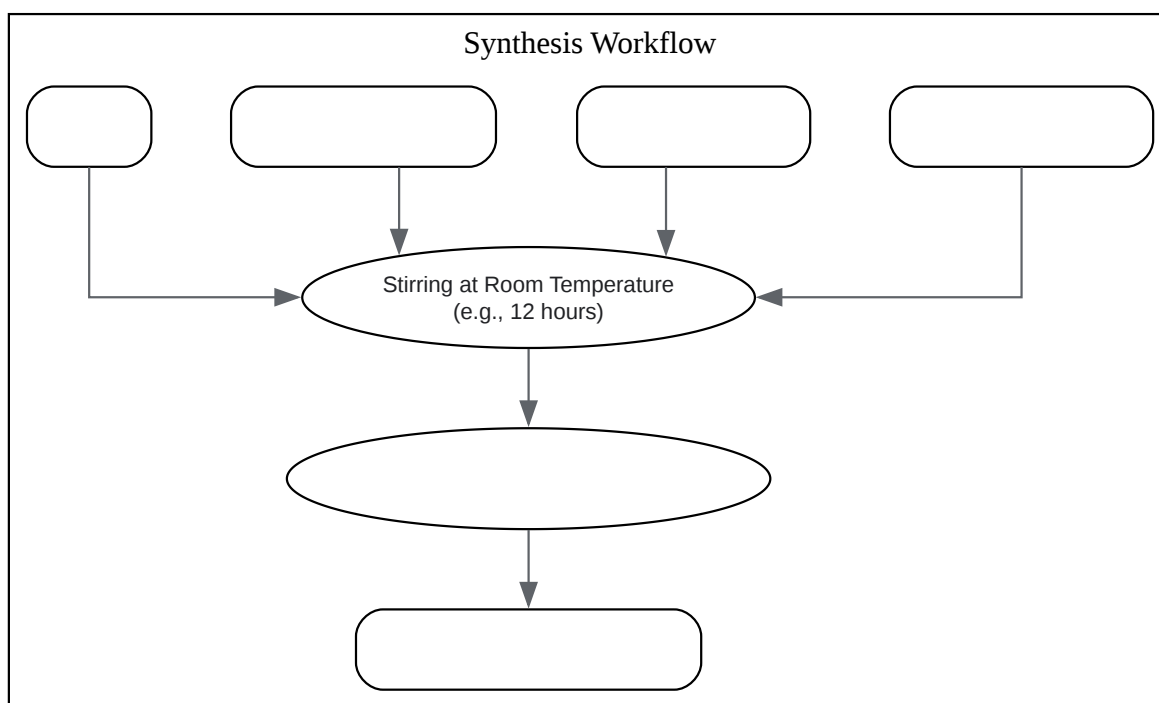 Synthesis Workflow
Stirring at Room Temperature
(e.g., 12 hours)